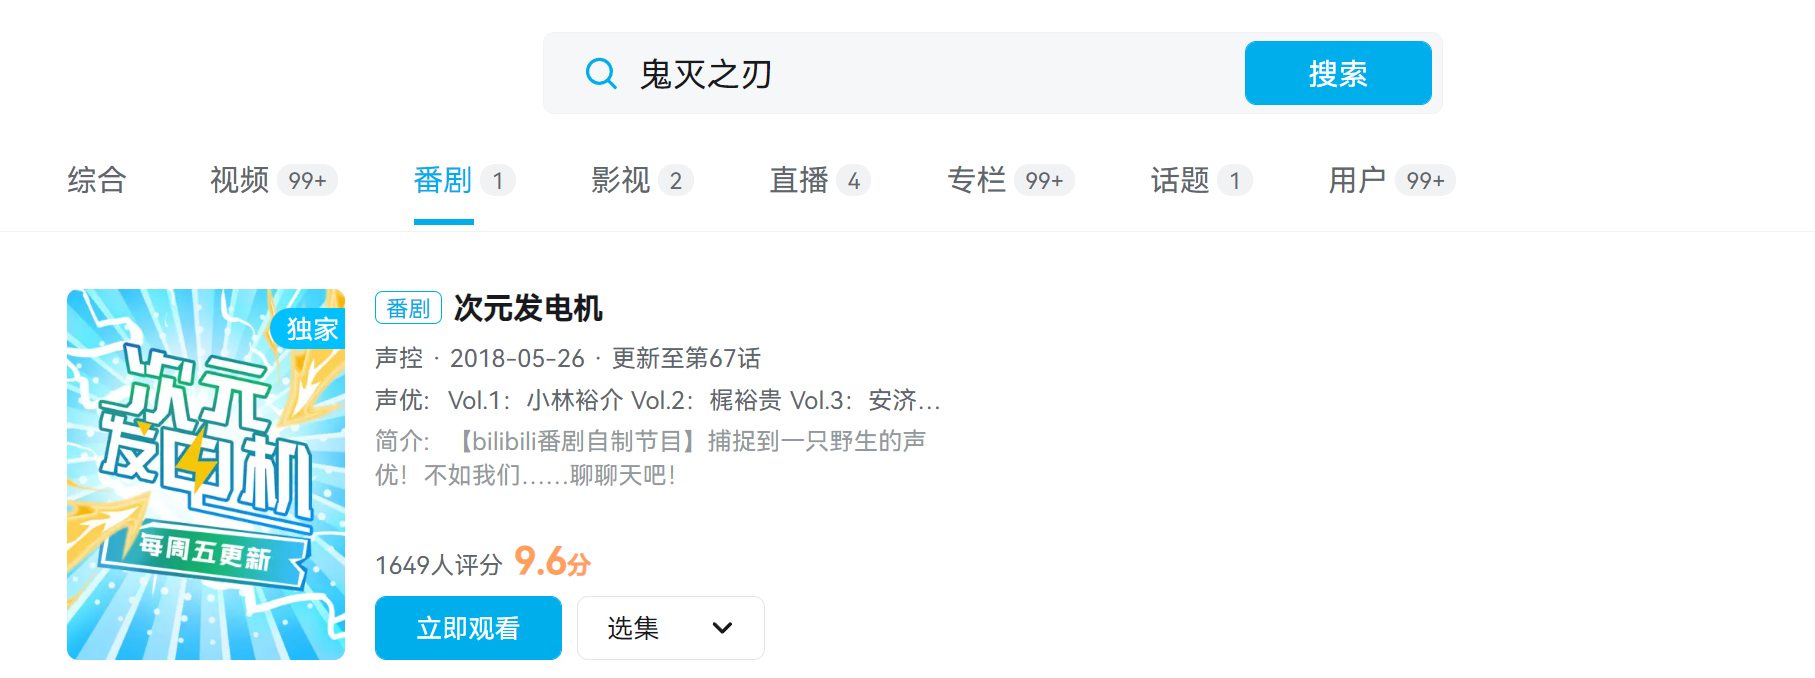 鬼灭之刃
搜索
综合 视频 99+ 番剧 1 影视 2 直播 4 专栏 99+ 话题 1 用户 99+
独家
次元
发电机
每周五更新
番剧 次元发电机
声控 · 2018-05-26 · 更新至第67话
声优： Vol.1：小林裕介 Vol.2：梶裕贵 Vol.3：安济…
简介： 【bilibili番剧自制节目】捕捉到一只野生的声
优！不如我们……聊聊天吧！
1649人评分 9.6分
立即观看 选集